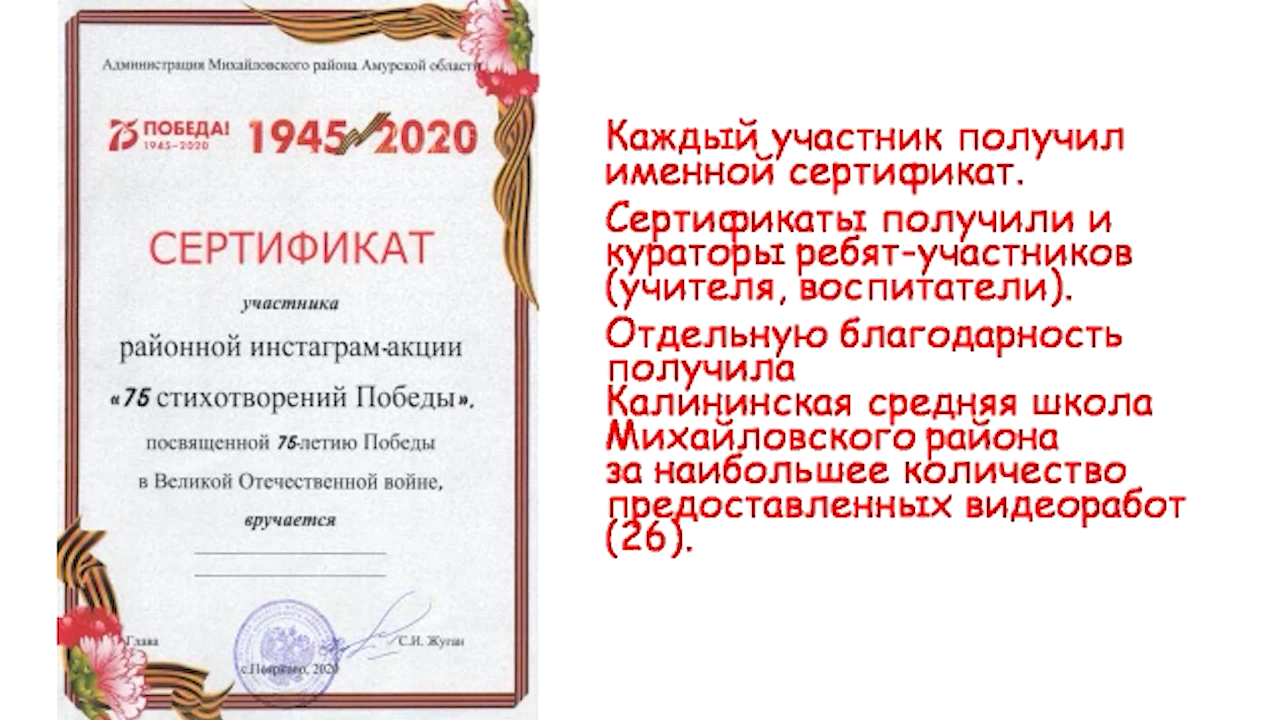 Администрация Михайловского района Амурской области
75 ПОБЕДА! 1945 2020
1945–2020
СЕРТИФИКАТ
участника
районной инстаграм-акции
«75 стихотворений Победы».
посвященной 75-летию Победы
в Великой Отечественной войне,
вручается
Глава С.И. Жуган
с.Поярково, 2020
Каждый участник получил
именной сертификат.
Сертификаты получили и
кураторы ребят-участников
(учителя, воспитатели).
Отдельную благодарность
получила
Калининская средняя школа
Михайловского района
за наибольшее количество
предоставленных видеоработ
(26).